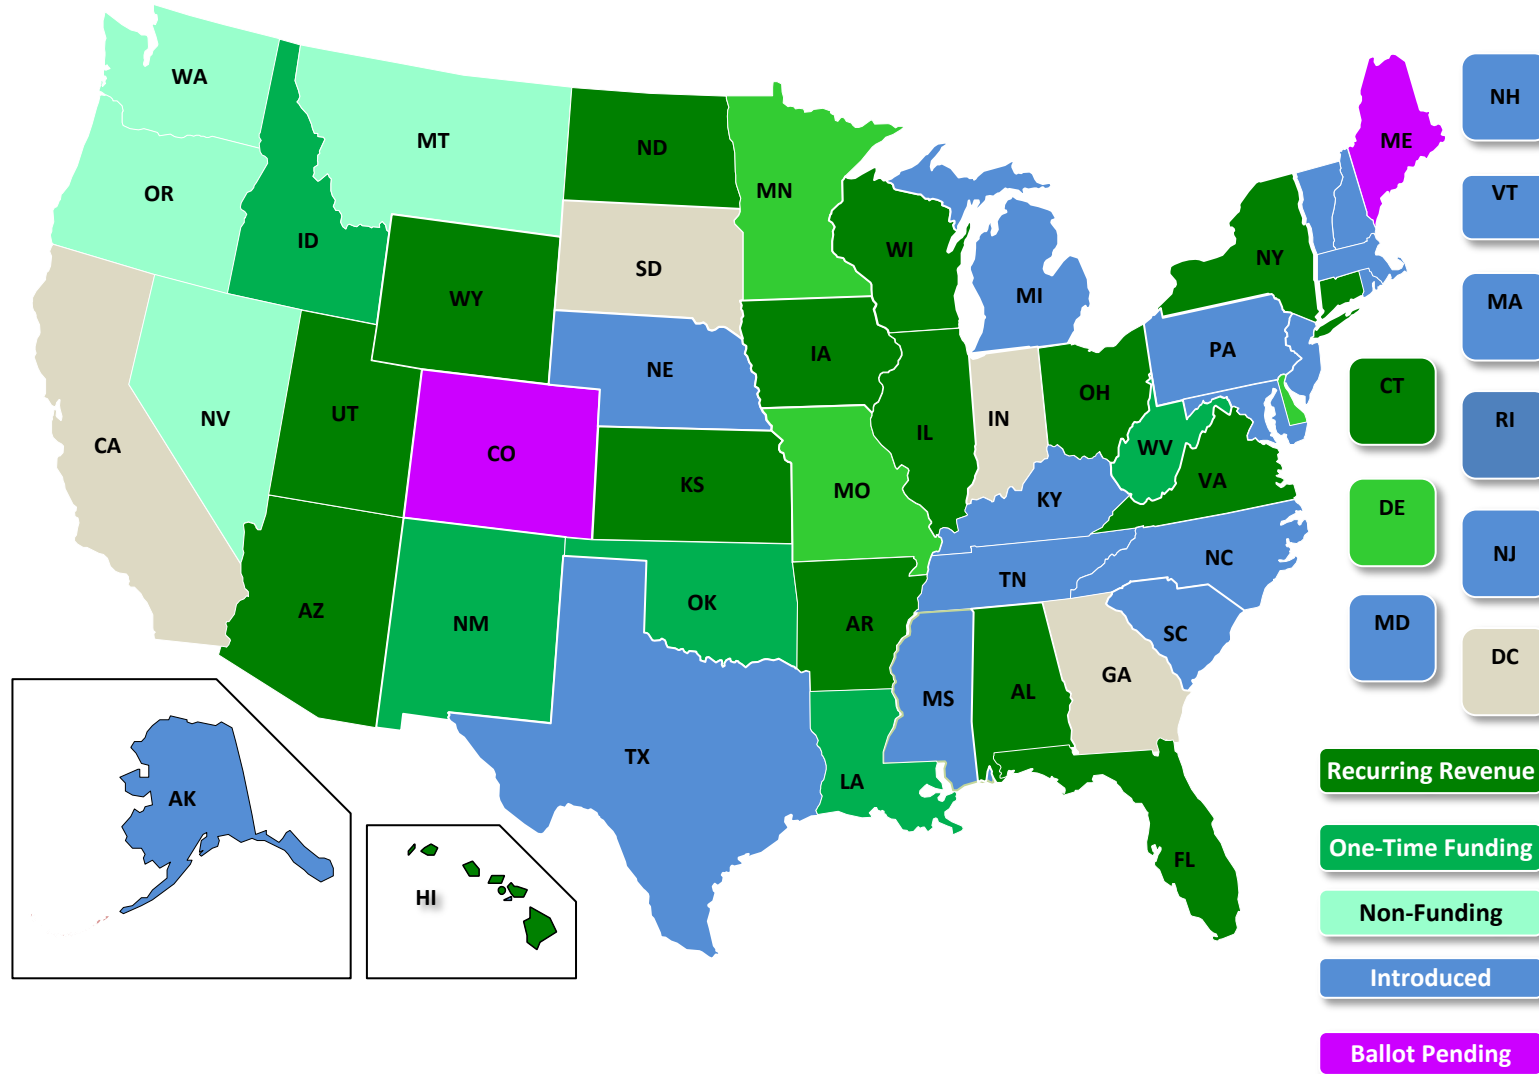 WA
MT
ND
MN
OR
ID
SD
WY
WI
MI
NY
ME
NH
VT
MA
CT
RI
DE
NJ
MD
DC
NE
IA
PA
NV
UT
CO
CA
KS
MO
IL
IN
OH
WV
VA
KY
NC
TN
SC
AZ
NM
OK
AR
MS
AL
GA
TX
LA
FL
AK
HI
Recurring Revenue
One-Time Funding
Non-Funding
Introduced
Ballot Pending